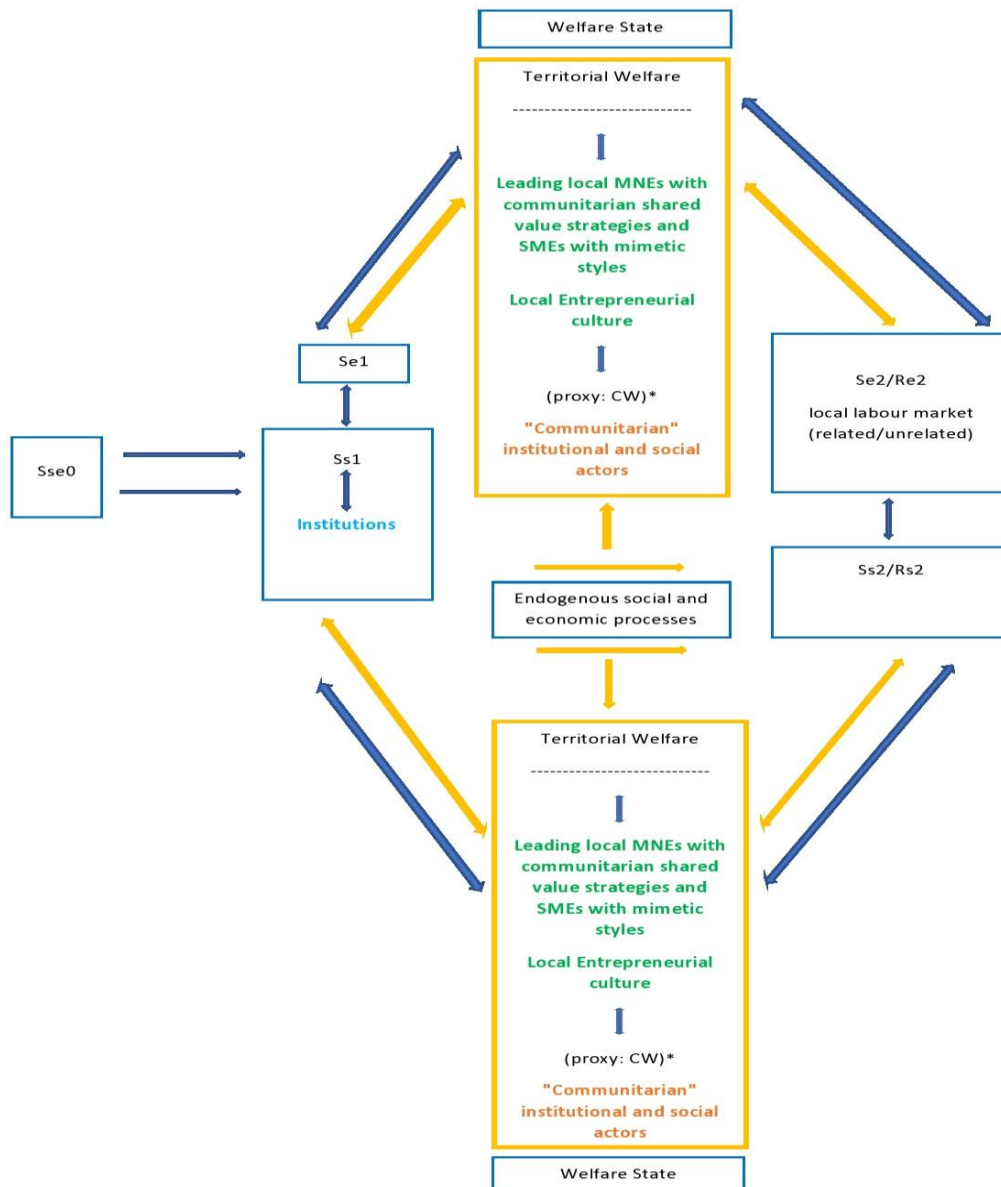 Welfare State
Territorial Welfare
-----------------------------
Leading local MNEs with
communitarian shared
value strategies and
SMEs with mimetic
styles
Local Entrepreneurial
culture
(proxy: CW)*
"Communitarian"
institutional and social
actors
Se1
Sse0
Ss1
Institutions
Se2/Re2
local labour market
(related/unrelated)
Ss2/Rs2
Endogenous social and
economic processes
Territorial Welfare
-----------------------------
Leading local MNEs with
communitarian shared
value strategies and
SMEs with mimetic
styles
Local Entrepreneurial
culture
(proxy: CW)*
"Communitarian"
institutional and social
actors
Welfare State